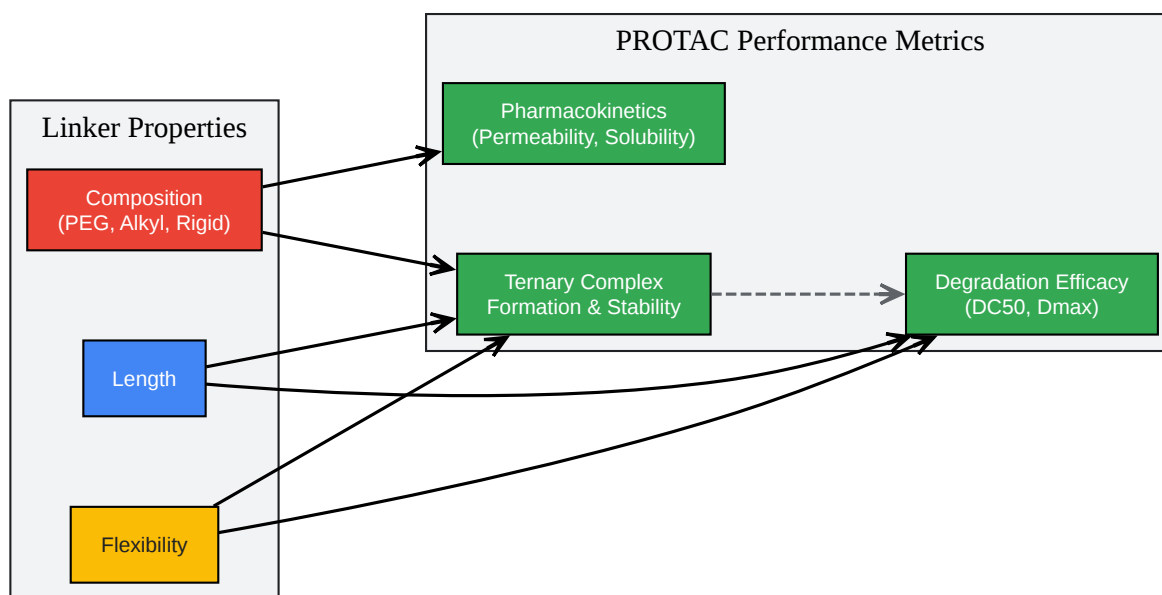 Linker Properties
Composition
(PEG, Alkyl, Rigid)
Length
Flexibility
PROTAC Performance Metrics
Pharmacokinetics
(Permeability, Solubility)
Ternary Complex
Formation & Stability
Degradation Efficacy
(DC50, Dmax)